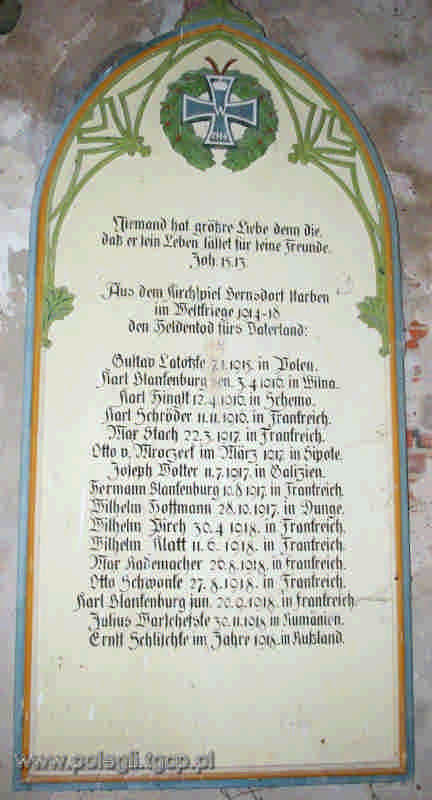 1914
Niemand hat größre Liebe denn die,
daß er sein Leben lässet für seine Freunde.
Joh. 15.13.
Aus dem Kirchspiel Bernsdorf starben
im Weltkriege 1914-18
den Heldentod fürs Vaterland:
Gustav Latotzke 7.1.1915. in Polen.
Karl Blankenburg sen. 3.4.1916. in Wilna.
Karl Hingst 12.4.1916. in
Karl Schröder 11.11.1916. in Frankreich.
Max Stach 22.3.1917. in Frankreich.
Otto v. Mroczek im März 1917. in
Joseph Wolter 11.7.1917. in Galizien.
Hermann Blankenburg 10.8.1917. in Frankreich.
Wilhelm Hoffmann 28.10.1917. in
Wilhelm Pirch 30.4.1918. in Frankreich.
Wilhelm Klatt 11.6.1918. in Frankreich.
Max Rademacher 26.8.1918. in Frankreich.
Otto Schwonke 27.8.1918. in Frankreich.
Karl Blankenburg jun. 20.9.1918. in Frankreich.
Julius Warschetzke 30.11.1918. in Rumänien.
Ernst Schlischke im Jahre 1918. in Rußland.
www.polegli.tgcp.pl